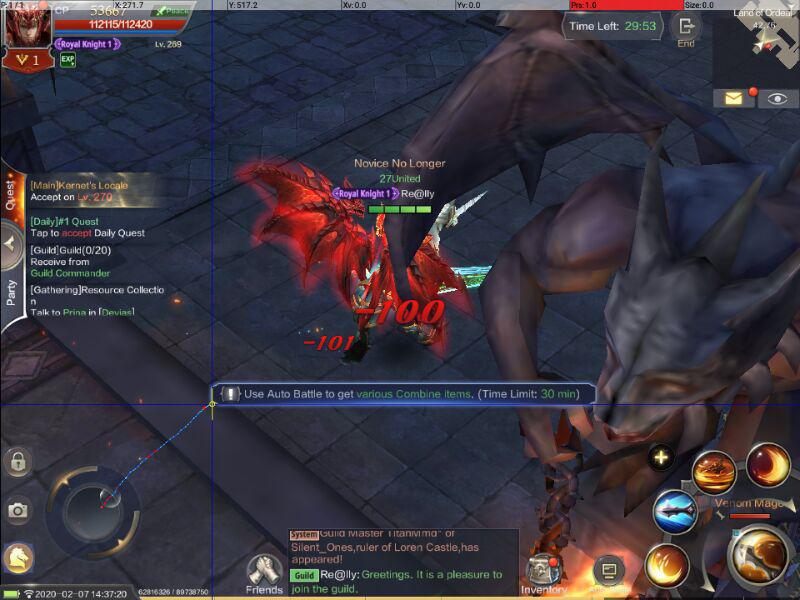 P:1/1 X:271.7 Y:517.2 Xv:0.0 Yv:0.0 Prs:1.0 Size:0.0
CP 53667 Peace
112115/112420
Royal Knight 1 Lv.269
1 EXP
Time Left: 29:53
End
Land of Ordeal
Novice No Longer
27United
Royal Knight 1 Re@lly
Quest
[Main]Kernet's Locale
Accept on Lv. 270
[Daily]#1 Quest
Tap to accept Daily Quest
[Guild]Guild(0/20)
Receive from
Guild Commander
[Gathering]Resource Collectio
n
Talk to Prina in [Devias]
Party
-100
-101
Use Auto Battle to get various Combine items. (Time Limit: 30 min)
Venom Mage
System Guild Master
of
Silent_Ones,ruler of Loren Castle,has
appeared!
Guild Re@lly: Greetings. It is a pleasure to
join the guild.
Friends
Inventory
2020-02-07 14:37:20 62816326 / 89738750